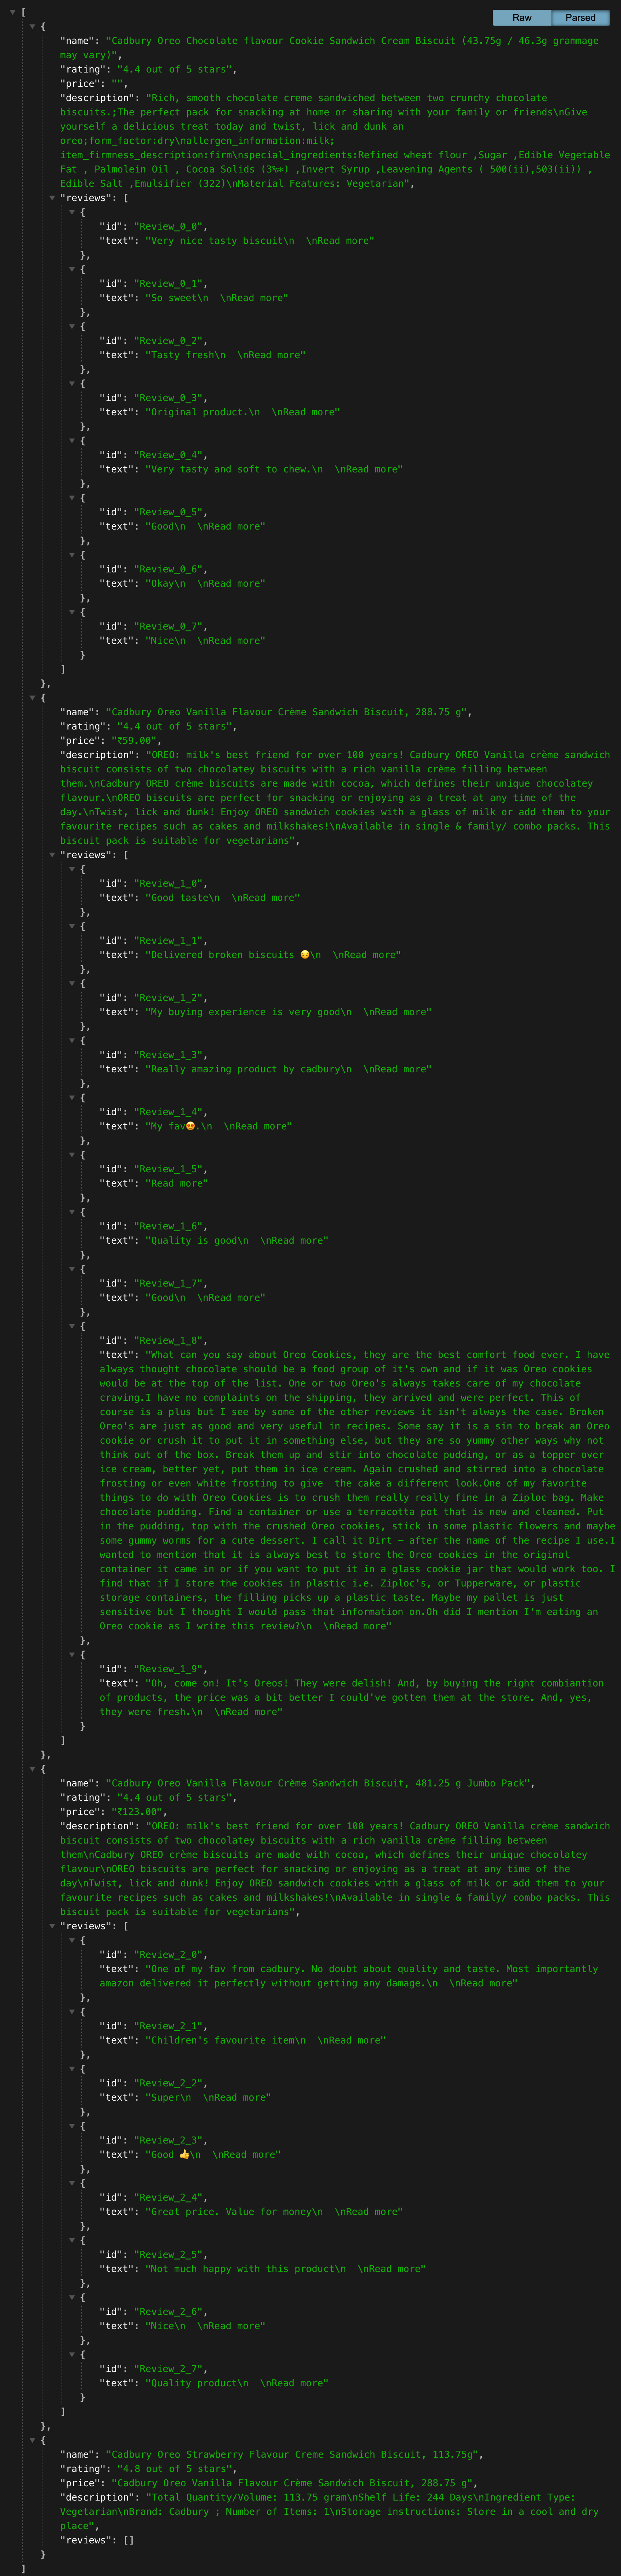 [
Raw Parsed
{
"name": "Cadbury Oreo Chocolate flavour Cookie Sandwich Cream Biscuit (43.75g / 46.3g grammage
may vary)",
"rating": "4.4 out of 5 stars",
"price": "",
"description": "Rich, smooth chocolate creme sandwiched between two crunchy chocolate
biscuits.;The perfect pack for snacking at home or sharing with your family or friends\nGive
yourself a delicious treat today and twist, lick and dunk an
oreo;form_factor:dry\nallergen_information:milk;
item_firmness_description:firm\nspecial_ingredients:Refined wheat flour ,Sugar ,Edible Vegetable
Fat , Palmolein Oil , Cocoa Solids (3%*) ,Invert Syrup ,Leavening Agents ( 500(ii),503(ii)) ,
Edible Salt ,Emulsifier (322)\nMaterial Features: Vegetarian",
"reviews": [
{
"id": "Review_0_0",
"text": "Very nice tasty biscuit\n  \nRead more"
},
{
"id": "Review_0_1",
"text": "So sweet\n  \nRead more"
},
{
"id": "Review_0_2",
"text": "Tasty fresh\n  \nRead more"
},
{
"id": "Review_0_3",
"text": "Original product.\n  \nRead more"
},
{
"id": "Review_0_4",
"text": "Very tasty and soft to chew.\n  \nRead more"
},
{
"id": "Review_0_5",
"text": "Good\n  \nRead more"
},
{
"id": "Review_0_6",
"text": "Okay\n  \nRead more"
},
{
"id": "Review_0_7",
"text": "Nice\n  \nRead more"
}
]
},
{
"name": "Cadbury Oreo Vanilla Flavour Crème Sandwich Biscuit, 288.75 g",
"rating": "4.4 out of 5 stars",
"price": "₹59.00",
"description": "OREO: milk's best friend for over 100 years! Cadbury OREO Vanilla crème sandwich
biscuit consists of two chocolatey biscuits with a rich vanilla crème filling between
them.\nCadbury OREO crème biscuits are made with cocoa, which defines their unique chocolatey
flavour.\nOREO biscuits are perfect for snacking or enjoying as a treat at any time of the
day.\nTwist, lick and dunk! Enjoy OREO sandwich cookies with a glass of milk or add them to your
favourite recipes such as cakes and milkshakes!\nAvailable in single & family/ combo packs. This
biscuit pack is suitable for vegetarians",
"reviews": [
{
"id": "Review_1_0",
"text": "Good taste\n  \nRead more"
},
{
"id": "Review_1_1",
"text": "Delivered broken biscuits 😔\n  \nRead more"
},
{
"id": "Review_1_2",
"text": "My buying experience is very good\n  \nRead more"
},
{
"id": "Review_1_3",
"text": "Really amazing product by cadbury\n  \nRead more"
},
{
"id": "Review_1_4",
"text": "My fav😍.\n  \nRead more"
},
{
"id": "Review_1_5",
"text": "Read more"
},
{
"id": "Review_1_6",
"text": "Quality is good\n  \nRead more"
},
{
"id": "Review_1_7",
"text": "Good\n  \nRead more"
},
{
"id": "Review_1_8",
"text": "What can you say about Oreo Cookies, they are the best comfort food ever. I have
always thought chocolate should be a food group of it's own and if it was Oreo cookies
would be at the top of the list. One or two Oreo's always takes care of my chocolate
craving.I have no complaints on the shipping, they arrived and were perfect. This of
course is a plus but I see by some of the other reviews it isn't always the case. Broken
Oreo's are just as good and very useful in recipes. Some say it is a sin to break an Oreo
cookie or crush it to put it in something else, but they are so yummy other ways why not
think out of the box. Break them up and stir into chocolate pudding, or as a topper over
ice cream, better yet, put them in ice cream. Again crushed and stirred into a chocolate
frosting or even white frosting to give  the cake a different look.One of my favorite
things to do with Oreo Cookies is to crush them really really fine in a Ziploc bag. Make
chocolate pudding. Find a container or use a terracotta pot that is new and cleaned. Put
in the pudding, top with the crushed Oreo cookies, stick in some plastic flowers and maybe
some gummy worms for a cute dessert. I call it Dirt – after the name of the recipe I use.I
wanted to mention that it is always best to store the Oreo cookies in the original
container it came in or if you want to put it in a glass cookie jar that would work too. I
find that if I store the cookies in plastic i.e. Ziploc's, or Tupperware, or plastic
storage containers, the filling picks up a plastic taste. Maybe my pallet is just
sensitive but I thought I would pass that information on.Oh did I mention I'm eating an
Oreo cookie as I write this review?\n  \nRead more"
},
{
"id": "Review_1_9",
"text": "Oh, come on! It's Oreos! They were delish! And, by buying the right combiantion
of products, the price was a bit better I could've gotten them at the store. And, yes,
they were fresh.\n  \nRead more"
}
]
},
{
"name": "Cadbury Oreo Vanilla Flavour Crème Sandwich Biscuit, 481.25 g Jumbo Pack",
"rating": "4.4 out of 5 stars",
"price": "₹123.00",
"description": "OREO: milk's best friend for over 100 years! Cadbury OREO Vanilla crème sandwich
biscuit consists of two chocolatey biscuits with a rich vanilla crème filling between
them\nCadbury OREO crème biscuits are made with cocoa, which defines their unique chocolatey
flavour\nOREO biscuits are perfect for snacking or enjoying as a treat at any time of the
day\nTwist, lick and dunk! Enjoy OREO sandwich cookies with a glass of milk or add them to your
favourite recipes such as cakes and milkshakes!\nAvailable in single & family/ combo packs. This
biscuit pack is suitable for vegetarians",
"reviews": [
{
"id": "Review_2_0",
"text": "One of my fav from cadbury. No doubt about quality and taste. Most importantly
amazon delivered it perfectly without getting any damage.\n  \nRead more"
},
{
"id": "Review_2_1",
"text": "Children's favourite item\n  \nRead more"
},
{
"id": "Review_2_2",
"text": "Super\n  \nRead more"
},
{
"id": "Review_2_3",
"text": "Good 👍\n  \nRead more"
},
{
"id": "Review_2_4",
"text": "Great price. Value for money\n  \nRead more"
},
{
"id": "Review_2_5",
"text": "Not much happy with this product\n  \nRead more"
},
{
"id": "Review_2_6",
"text": "Nice\n  \nRead more"
},
{
"id": "Review_2_7",
"text": "Quality product\n  \nRead more"
}
]
},
{
"name": "Cadbury Oreo Strawberry Flavour Creme Sandwich Biscuit, 113.75g",
"rating": "4.8 out of 5 stars",
"price": "Cadbury Oreo Vanilla Flavour Crème Sandwich Biscuit, 288.75 g",
"description": "Total Quantity/Volume: 113.75 gram\nShelf Life: 244 Days\nIngredient Type:
Vegetarian\nBrand: Cadbury ; Number of Items: 1\nStorage instructions: Store in a cool and dry
place",
"reviews": []
}
]